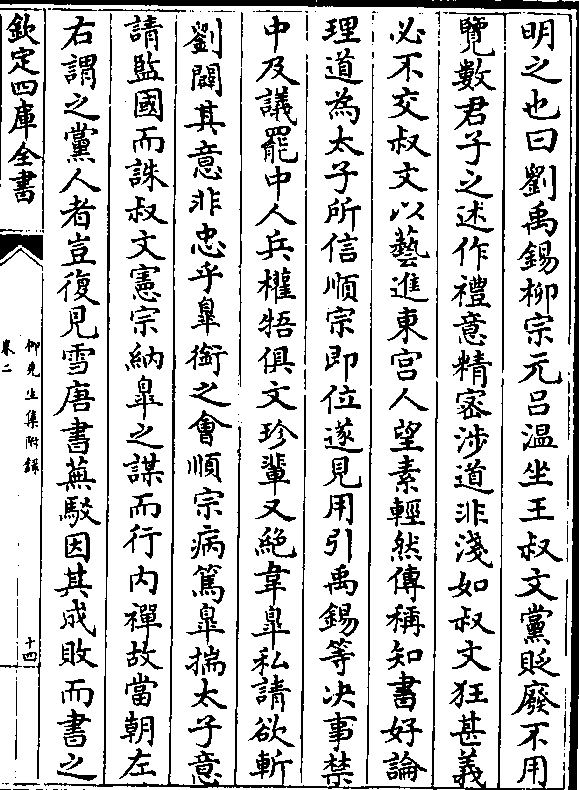 明之也曰劉禹錫柳宗元吕温坐王叔文黨貶廢不用
覽數君子之述作禮意精宻涉道非淺如叔文狂甚義
必不交叔文以藝進東宫人望素輕然傳稱知書好論
理道為太子所信順宗即位遂見用引禹錫等決事禁
中及議罷中人兵權牾俱文珍輩又絶韋臯私請欲斬
劉闢其意非忠乎臯銜之會順宗病篤臯揣太子意
請監國而誅叔文憲宗納臯之謀而行内禪故當朝左
右謂之黨人者豈復見雪唐書蕪駁因其成敗而書之
欽定四庫全書
柳先生集附録
卷二
十四